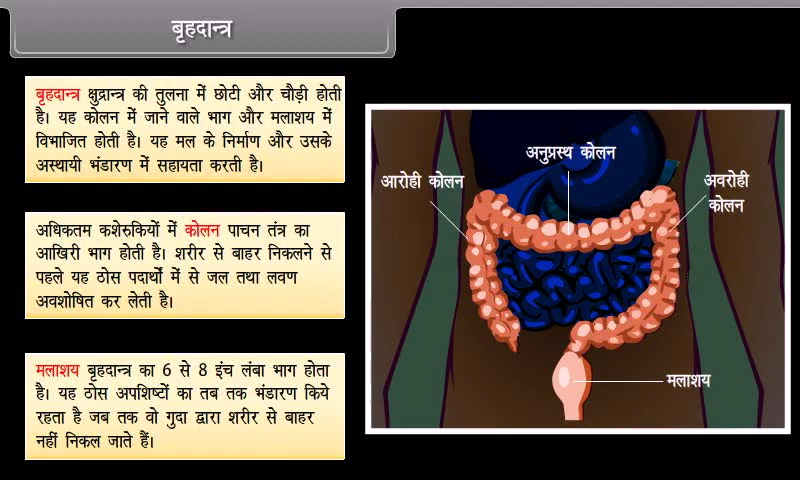 बृहदान्त्र
बृहदान्त्र क्षुद्रान्त्र की तुलना में छोटी और चौड़ी होती
है। यह कोलन में जाने वाले भाग और मलाशय में
विभाजित होती है। यह मल के निर्माण और उसके
अस्थायी भंडारण में सहायता करती है।
अधिकतम कशेरुकियों में कोलन पाचन तंत्र का
आखिरी भाग होती है। शरीर से बाहर निकलने से
पहले यह ठोस पदार्थों में से जल तथा लवण
अवशोषित कर लेती है।
मलाशय बृहदान्त्र का 6 से 8 इंच लंबा भाग होता
है। यह ठोस अपशिष्टों का तब तक भंडारण किये
रहता है जब तक वो गुदा द्वारा शरीर से बाहर
नहीं निकल जाते हैं।
अनुप्रस्थ कोलन
आरोही कोलन
अवरोही
कोलन
मलाशय